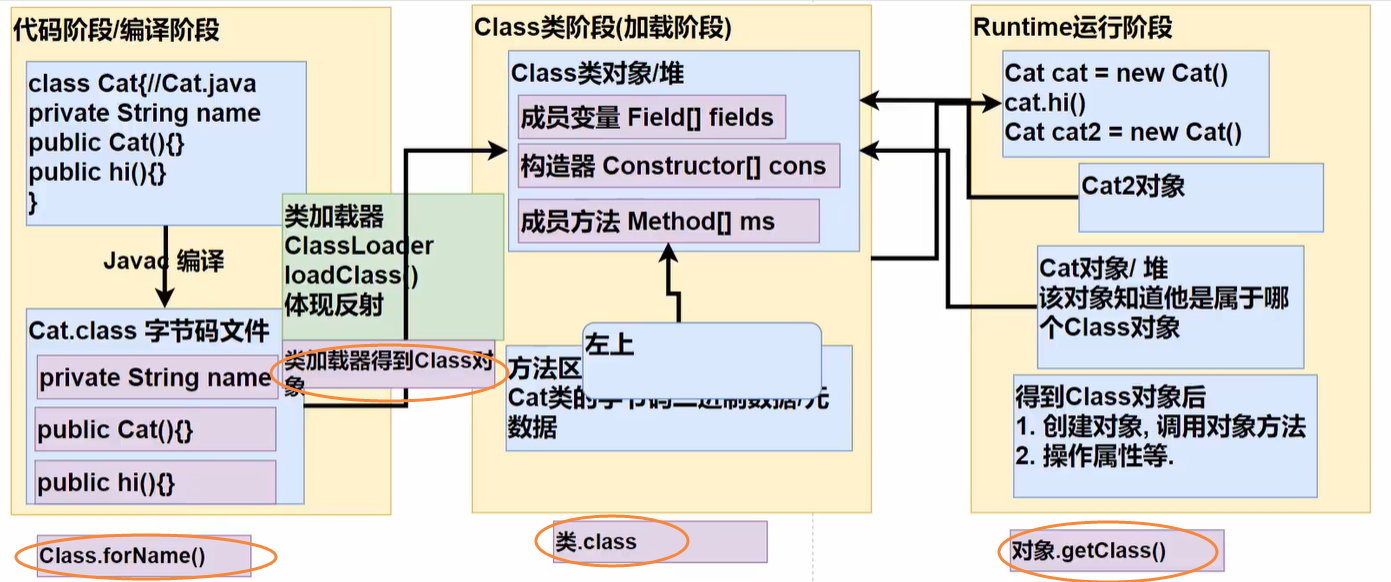 代码阶段/编译阶段
class Cat{//Cat.java
private String name
public Cat(){}
public hi(){}
}
Javac 编译
Cat.class 字节码文件
private String name
public Cat(){}
public hi(){}
Class.forName()
类加载器
ClassLoader
loadClass()
体现反射
类加载器得到Class对
象
Class类阶段(加载阶段)
Class类对象/堆
成员变量 Field[] fields
构造器 Constructor[] cons
成员方法 Method[] ms
左上
方法区
Cat类的字节码二进制数据/元
数据
类.class
Runtime运行阶段
Cat cat = new Cat()
cat.hi()
Cat cat2 = new Cat()
Cat2对象
Cat对象/ 堆
该对象知道他是属于哪
个Class对象
得到Class对象后
1. 创建对象, 调用对象方法
2. 操作属性等.
对象.getClass()